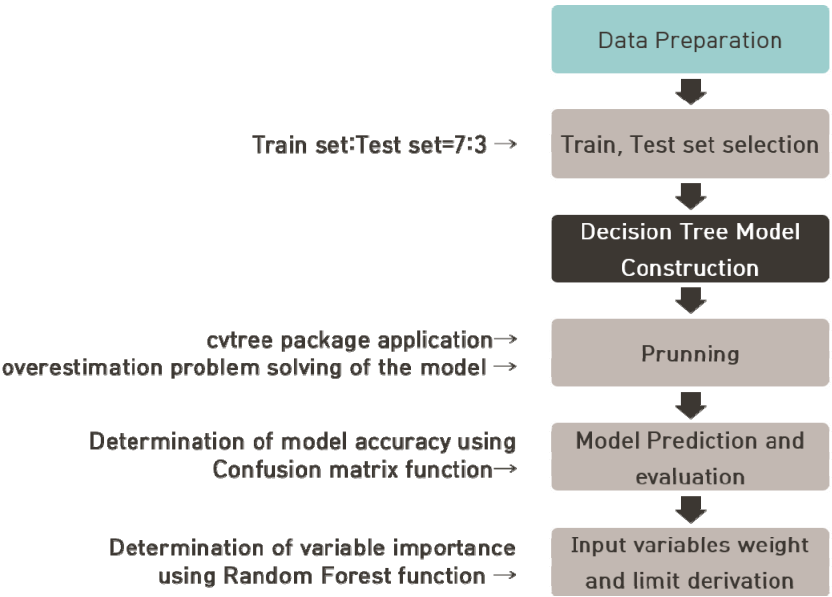 Data Preparation
Train set:Test set=7:3 →
Train, Test set selection
Decision Tree Model
Construction
cvtree package application→
overestimation problem solving of the model →
Prunning
Determination of model accuracy using
Confusion matrix function→
Model Prediction and
evaluation
Determination of variable importance
using Random Forest function →
Input variables weight
and limit derivation